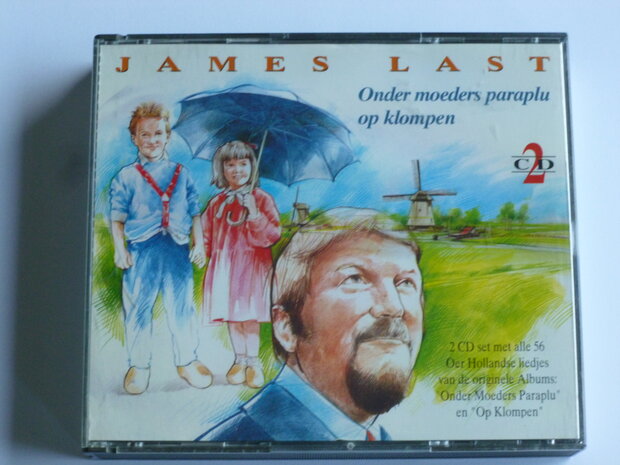 JAMES LAST
Onder moeders paraplu
op klompen
2
CD
2 CD set met alle 56
Oer Hollandse liedjes
van de originele Albums:
"Onder Moeders Paraplu"
en "Op Klompen"